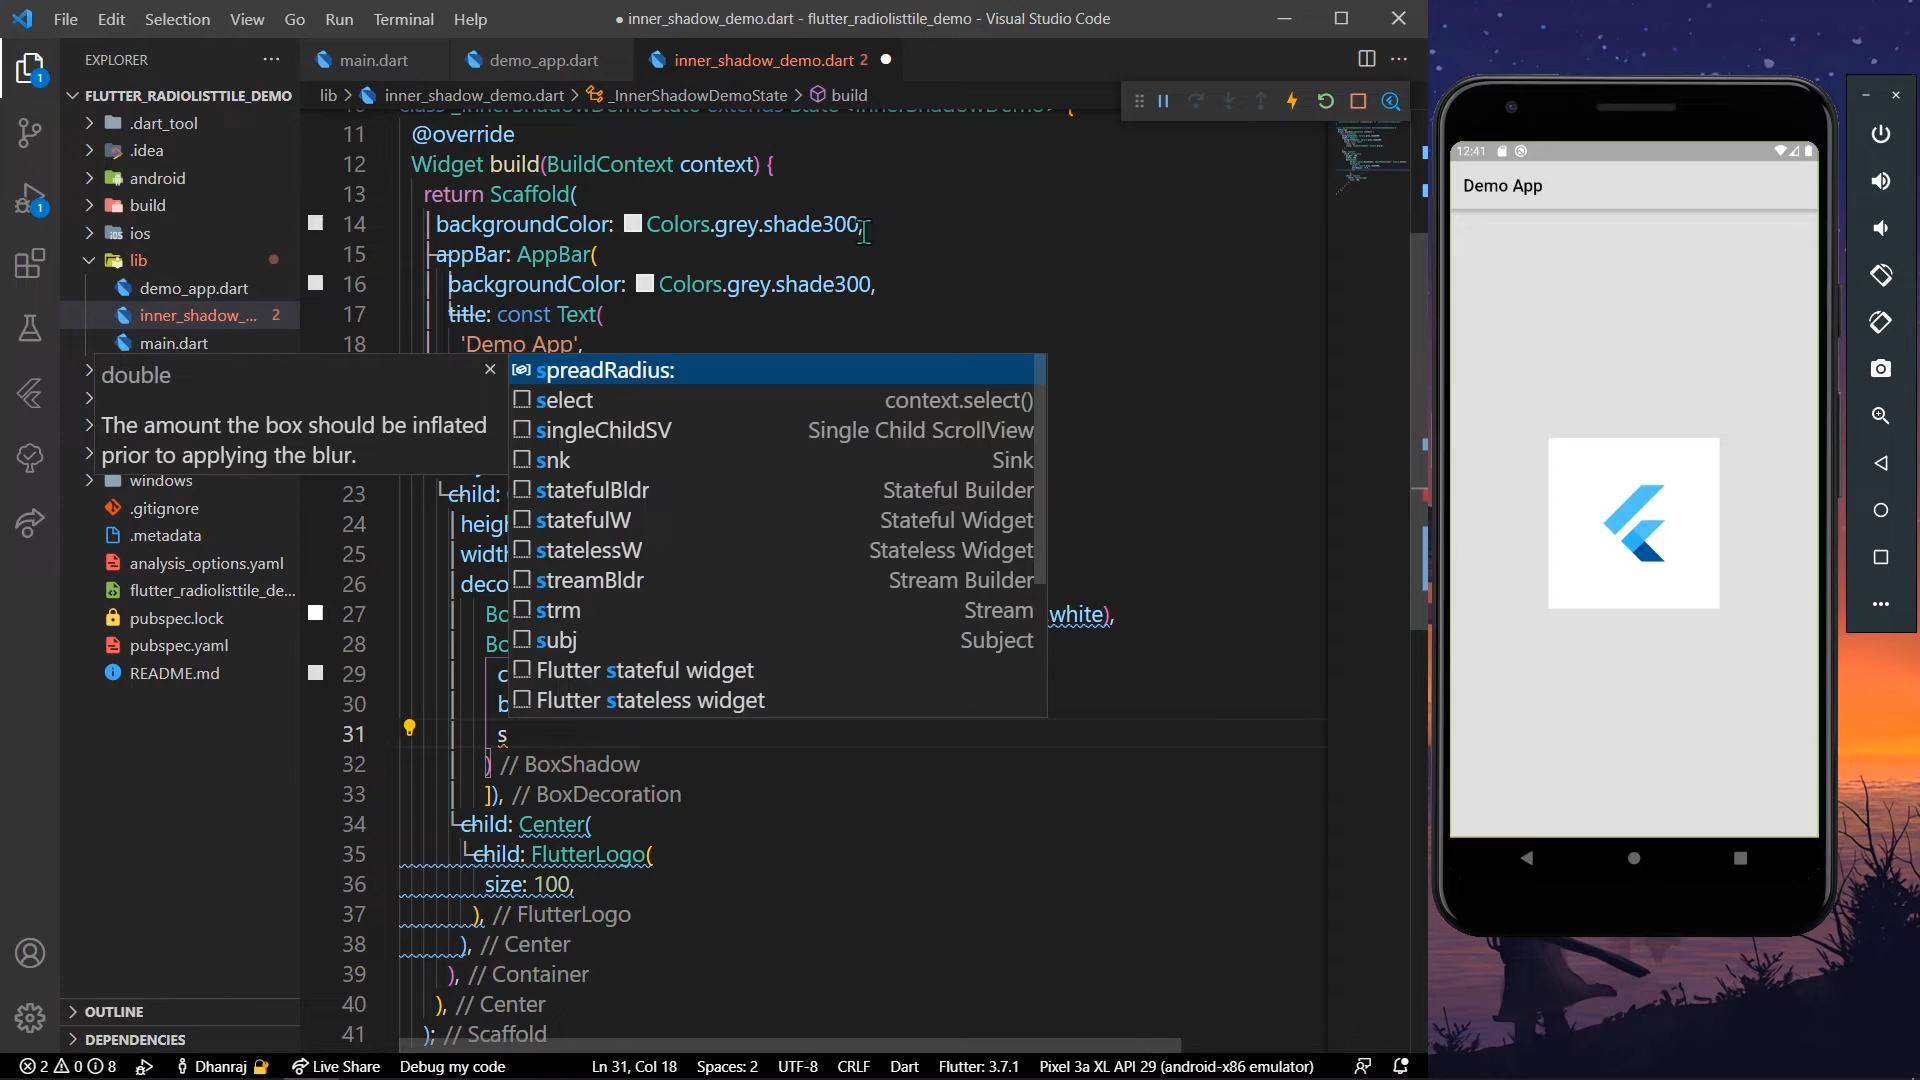 File Edit Selection View Go Run Terminal Help
● inner_shadow_demo.dart - flutter_radiolisttile_demo - Visual Studio Code
EXPLORER
FLUTTER_RADIOLISTTILE_DEMO
.dart_tool
.idea
android
build
ios
lib
demo_app.dart
inner_shadow_... 2
main.dart
windows
.gitignore
.metadata
analysis_options.yaml
flutter_radiolisttile_de...
pubspec.lock
pubspec.yaml
README.md
OUTLINE
DEPENDENCIES
1
1
main.dart
demo_app.dart
inner_shadow_demo.dart 2
lib > inner_shadow_demo.dart > _InnerShadowDemoState > build
11 @override
12 Widget build(BuildContext context) {
13 return Scaffold(
14 backgroundColor: Colors.grey.shade300,
15 appBar: AppBar(
16 backgroundColor: Colors.grey.shade300,
17 title: const Text(
18 'Demo App',
double
The amount the box should be inflated
prior to applying the blur.
spreadRadius:
select context.select()
singleChildSV Single Child ScrollView
snk Sink
statefulBldr Stateful Builder
statefulW Stateful Widget
statelessW Stateless Widget
streamBldr Stream Builder
strm Stream
subj Subject
Flutter stateful widget
Flutter stateless widget
23 child:
24 heig
25 widt
26 deco
27 Bo white),
28 Bo
29 c
30 b
31 s
32 ) // BoxShadow
33 ]), // BoxDecoration
34 child: Center(
35 child: FlutterLogo(
36 size: 100,
37 ), // FlutterLogo
38 ), // Center
39 ), // Container
40 ), // Center
41 ); // Scaffold
2 0 8 Dhanraj Live Share Debug my code Ln 31, Col 18 Spaces: 2 UTF-8 CRLF Dart Flutter: 3.7.1 Pixel 3a XL API 29 (android-x86 emulator)
12:41
Demo App